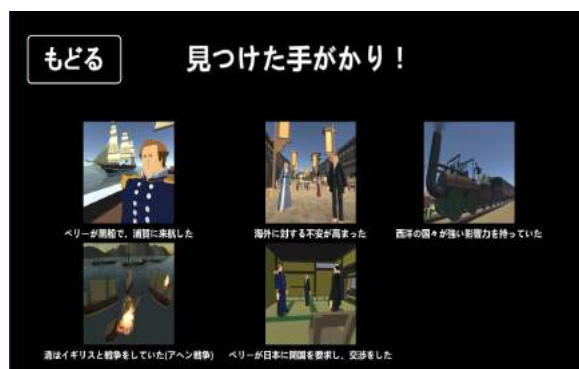 もどる
見つけた手がかり！
ペリーが黒船で、浦賀に来航した
海外に対する不安が高まった
西洋の国々が強い影響力を持っていた
清はイギリスと戦争をしていた(アヘン戦争)
ペリーが日本に開国を要求し、交渉をした